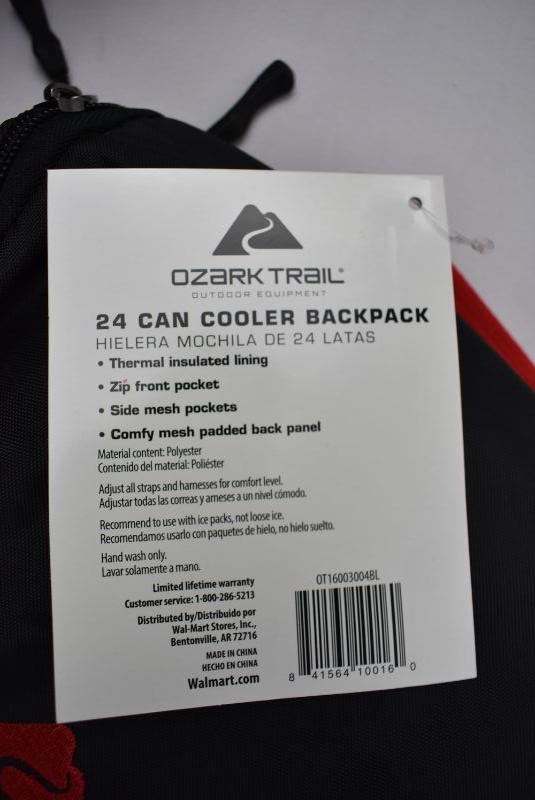 OZARK TRAIL®
OUTDOOR EQUIPMENT
24 CAN COOLER BACKPACK
HIELERA MOCHILA DE 24 LATAS
• Thermal insulated lining
• Zip front pocket
• Side mesh pockets
• Comfy mesh padded back panel
Material content: Polyester
Contenido del material: Poliéster
Adjust all straps and harnesses for comfort level.
Adjustar todas las correas y arneses a un nivel cómodo.
Recommend to use with ice packs, not loose ice.
Recomendamos usarlo con paquetes de hielo, no hielo suelto.
Hand wash only.
Lavar solamente a mano.
Limited lifetime warranty
Customer service: 1-800-286-5213
Distributed by/Distribuido por
Wal-Mart Stores, Inc.,
Bentonville, AR 72716
MADE IN CHINA
HECHO EN CHINA
Walmart.com
OT16003004BL
8 41564 10016 0